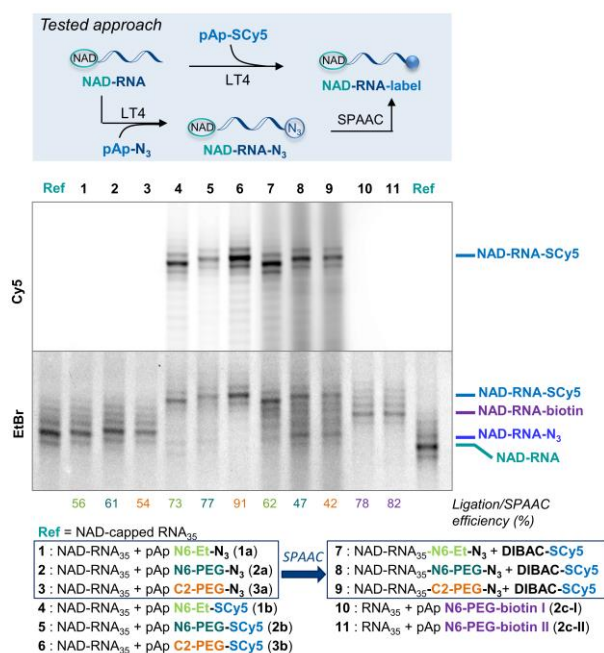 Tested approach
pAp-SCy5
NAD
NAD-RNA
LT4
NAD-RNA-label
LT4
pAp-N₃
NAD
N₃
NAD-RNA-N₃
SPAAC
Ref 1 2 3 4 5 6 7 8 9 10 11 Ref
Cy5
NAD-RNA-SCy5
EtBr
NAD-RNA-SCy5
NAD-RNA-biotin
NAD-RNA-N₃
NAD-RNA
56 61 54 73 77 91 62 47 42 78 82
Ligation/SPAAC
efficiency (%)
Ref = NAD-capped RNA₃₅
1 : NAD-RNA₃₅ + pAp N6-Et-N₃ (1a)
2 : NAD-RNA₃₅ + pAp N6-PEG-N₃ (2a)
3 : NAD-RNA₃₅ + pAp C2-PEG-N₃ (3a)
4 : NAD-RNA₃₅ + pAp N6-Et-SCy5 (1b)
5 : NAD-RNA₃₅ + pAp N6-PEG-SCy5 (2b)
6 : NAD-RNA₃₅ + pAp C2-PEG-SCy5 (3b)
SPAAC
7 : NAD-RNA₃₅-N6-Et-N₃ + DIBAC-SCy5
8 : NAD-RNA₃₅-N6-PEG-N₃ + DIBAC-SCy5
9 : NAD-RNA₃₅-C2-PEG-N₃ + DIBAC-SCy5
10 : RNA₃₅ + pAp N6-PEG-biotin I (2c-I)
11 : RNA₃₅ + pAp N6-PEG-biotin II (2c-II)